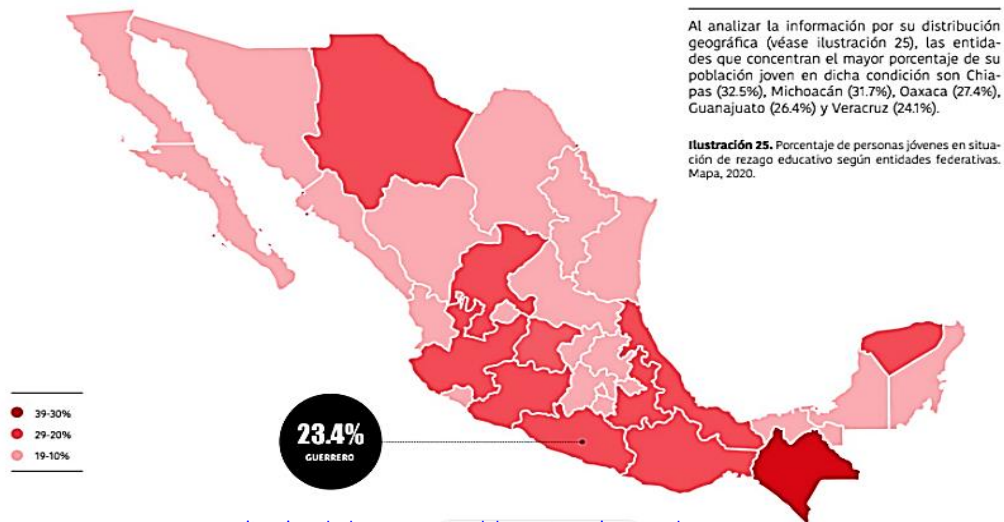 Al analizar la información por su distribución
geográfica (véase ilustración 25), las entida-
des que concentran el mayor porcentaje de su
población joven en dicha condición son Chia-
pas (32.5%), Michoacán (31.7%), Oaxaca (27.4%),
Guanajuato (26.4%) y Veracruz (24.1%).
Ilustración 25. Porcentaje de personas jóvenes en situa-
ción de rezago educativo según entidades federativas.
Mapa, 2020.
39-30%
29-20%
19-10%
23.4%
GUERRERO